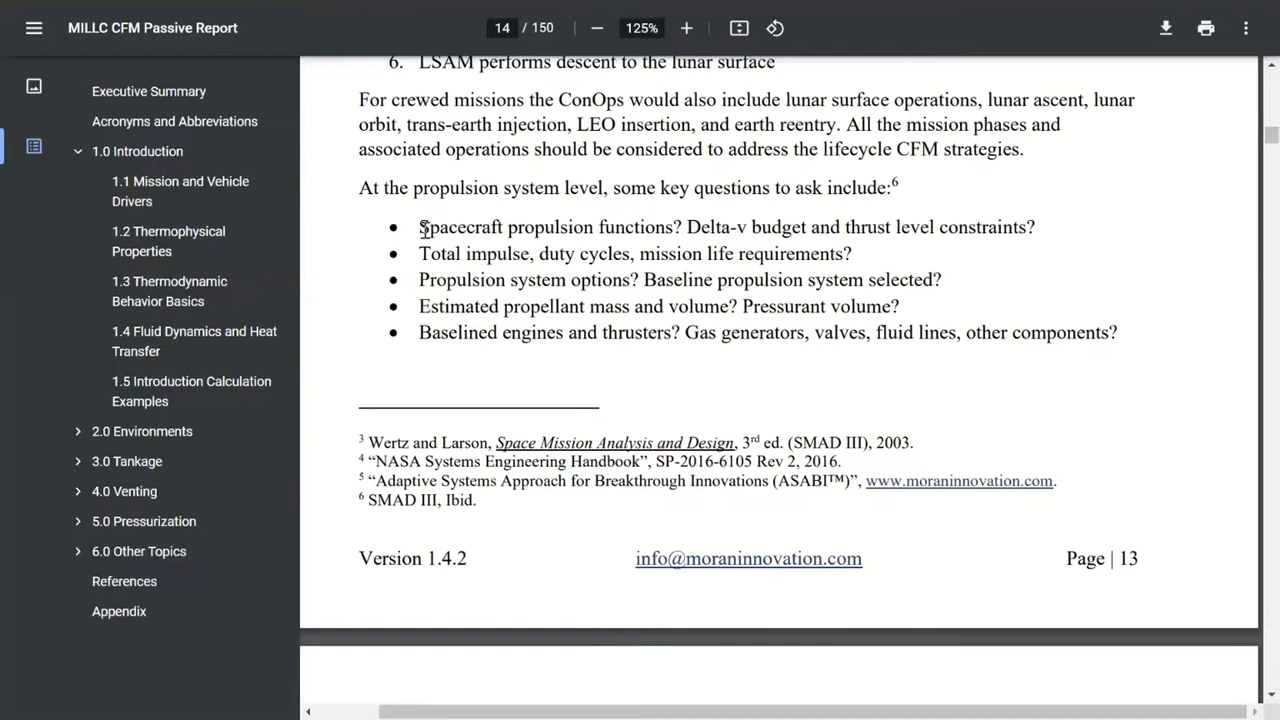 MILLC CFM Passive Report
14 / 150
125%
Executive Summary
Acronyms and Abbreviations
1.0 Introduction
1.1 Mission and Vehicle
Drivers
1.2 Thermophysical
Properties
1.3 Thermodynamic
Behavior Basics
1.4 Fluid Dynamics and Heat
Transfer
1.5 Introduction Calculation
Examples
2.0 Environments
3.0 Tankage
4.0 Venting
5.0 Pressurization
6.0 Other Topics
References
Appendix
6. LSAM performs descent to the lunar surface
For crewed missions the ConOps would also include lunar surface operations, lunar ascent, lunar
orbit, trans-earth injection, LEO insertion, and earth reentry. All the mission phases and
associated operations should be considered to address the lifecycle CFM strategies.
At the propulsion system level, some key questions to ask include:⁶
• Spacecraft propulsion functions? Delta-v budget and thrust level constraints?
• Total impulse, duty cycles, mission life requirements?
• Propulsion system options? Baseline propulsion system selected?
• Estimated propellant mass and volume? Pressurant volume?
• Baselined engines and thrusters? Gas generators, valves, fluid lines, other components?
³ Wertz and Larson, Space Mission Analysis and Design, 3rd ed. (SMAD III), 2003.
⁴ “NASA Systems Engineering Handbook”, SP-2016-6105 Rev 2, 2016.
⁵ “Adaptive Systems Approach for Breakthrough Innovations (ASABI™)”, www.moraninnovation.com.
⁶ SMAD III, Ibid.
Version 1.4.2 info@moraninnovation.com Page | 13